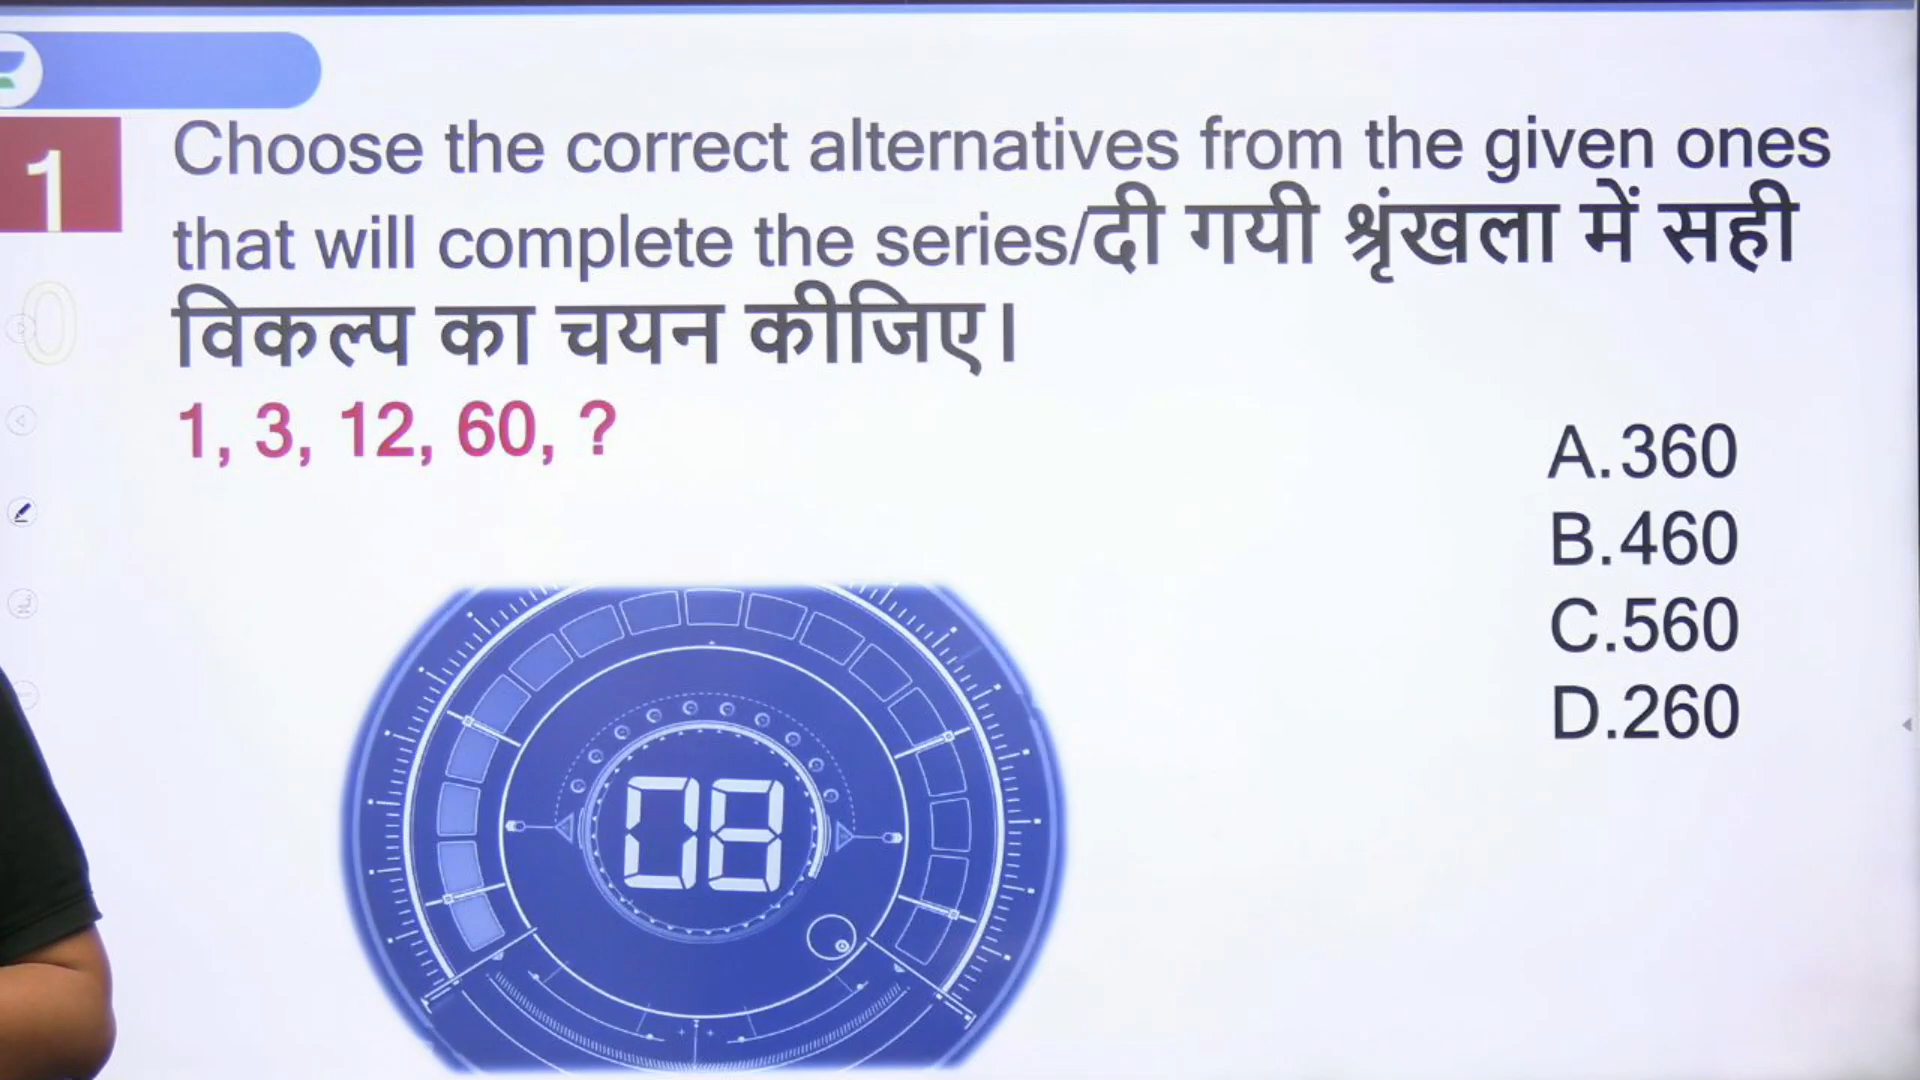 1
Choose the correct alternatives from the given ones
that will complete the series/दी गयी श्रृंखला में सही
विकल्प का चयन कीजिए।
0
1, 3, 12, 60, ?
A.360
B.460
C.560
D.260
08